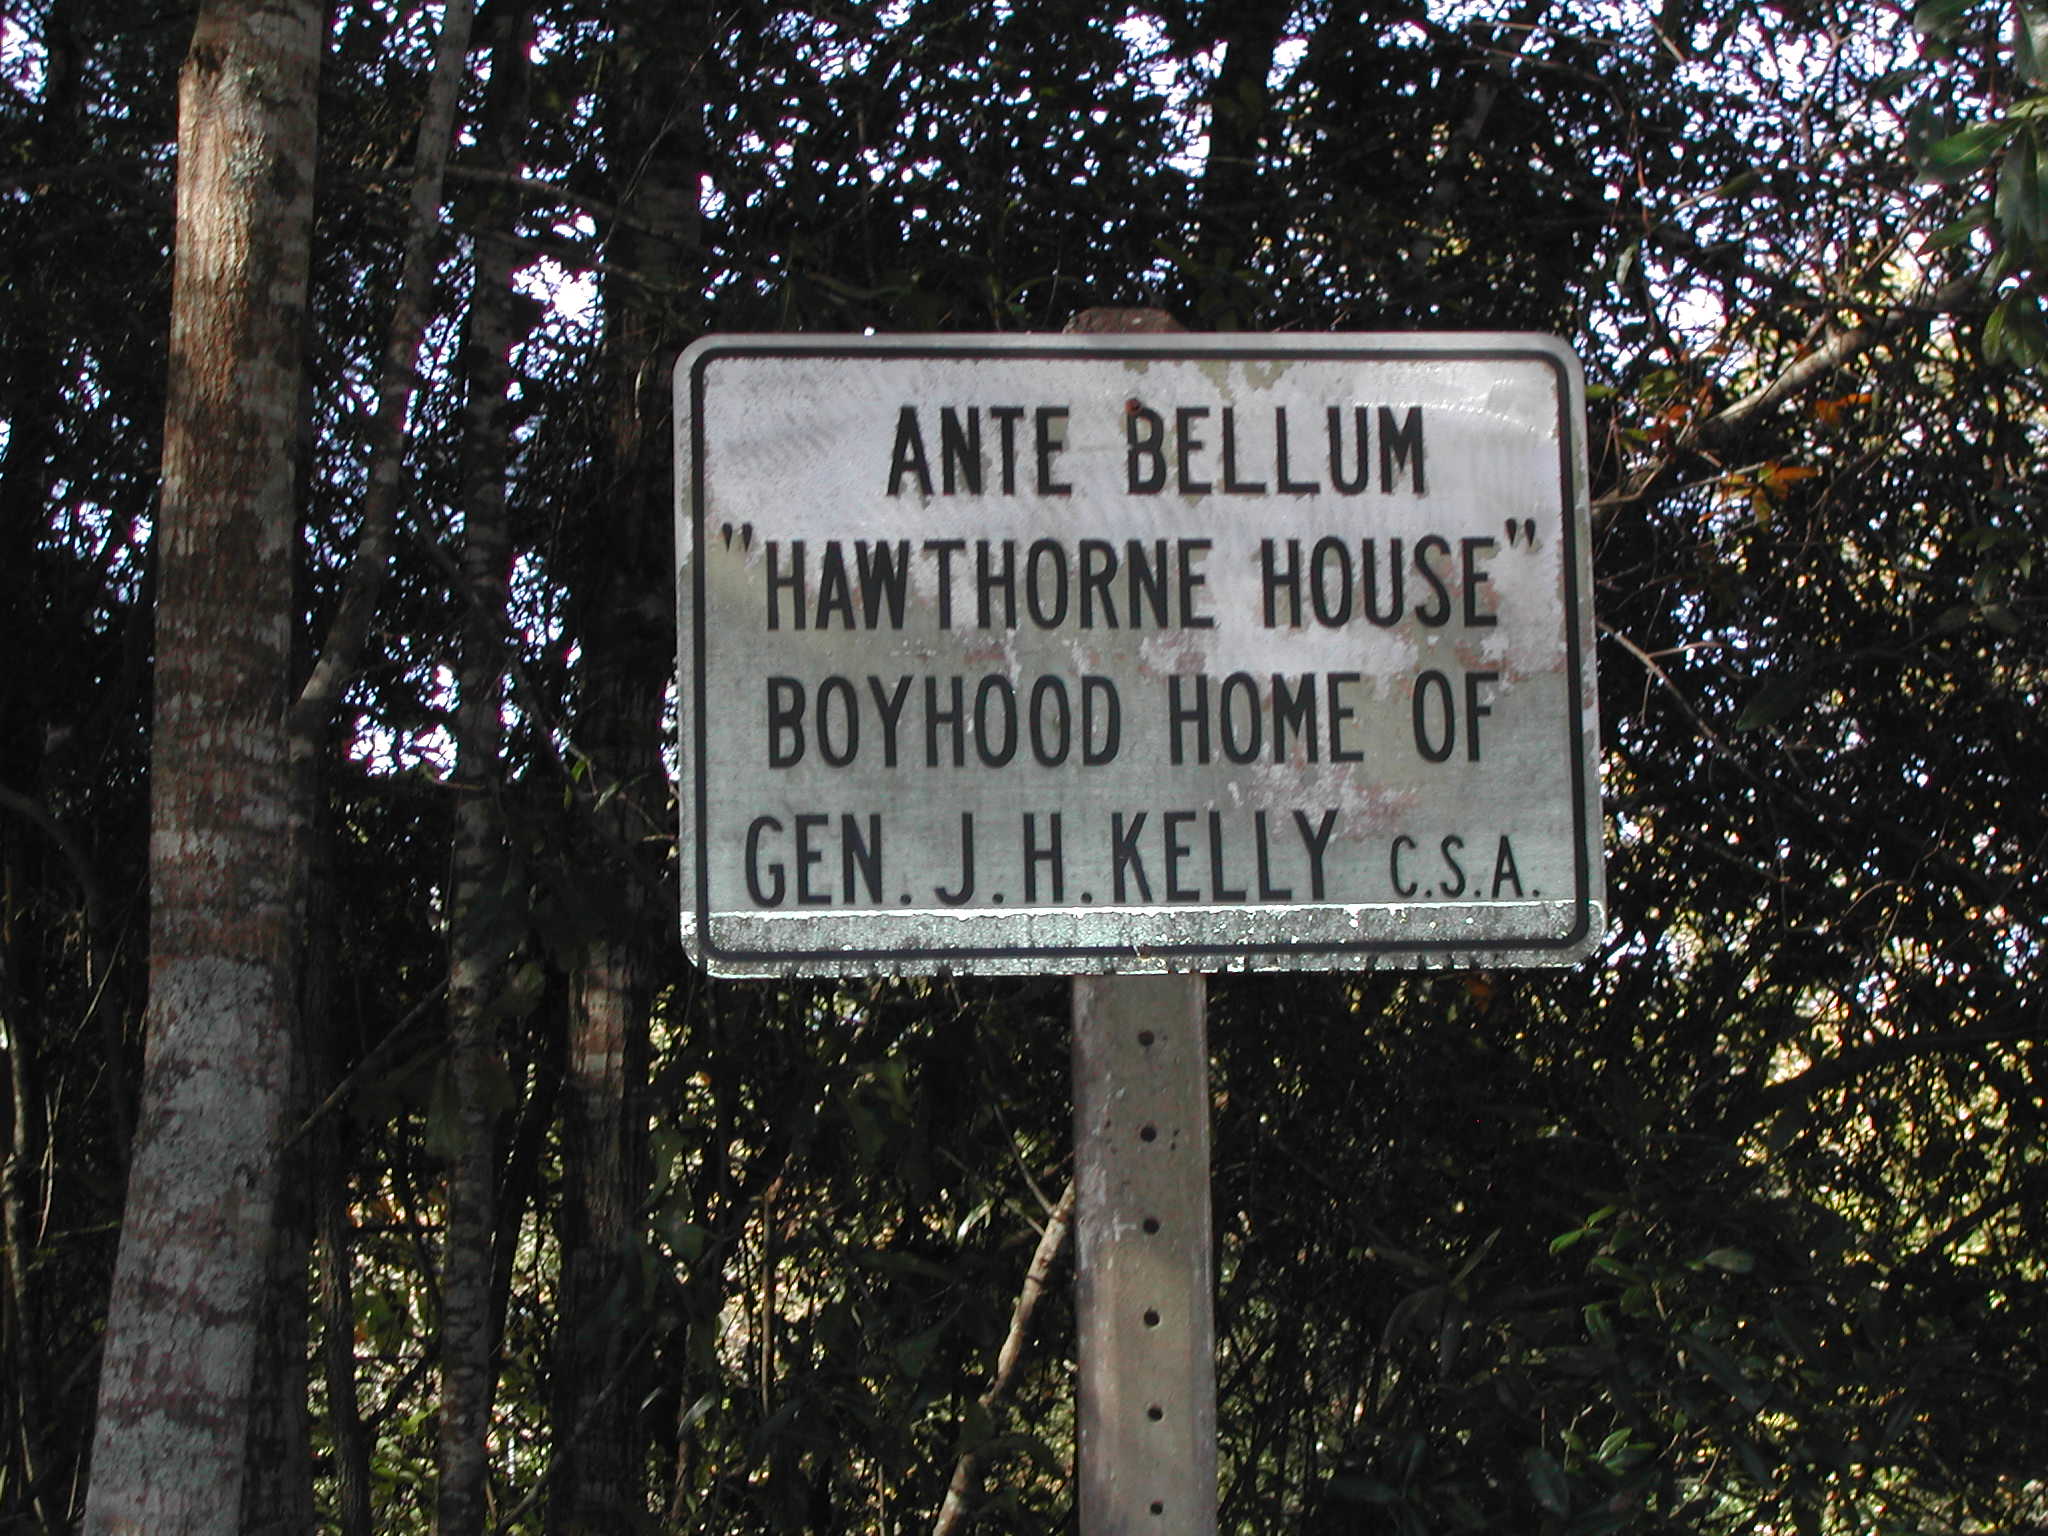 ANTE BELLUM
"HAWTHORNE HOUSE"
BOYHOOD HOME OF
GEN. J.H. KELLY C.S.A.